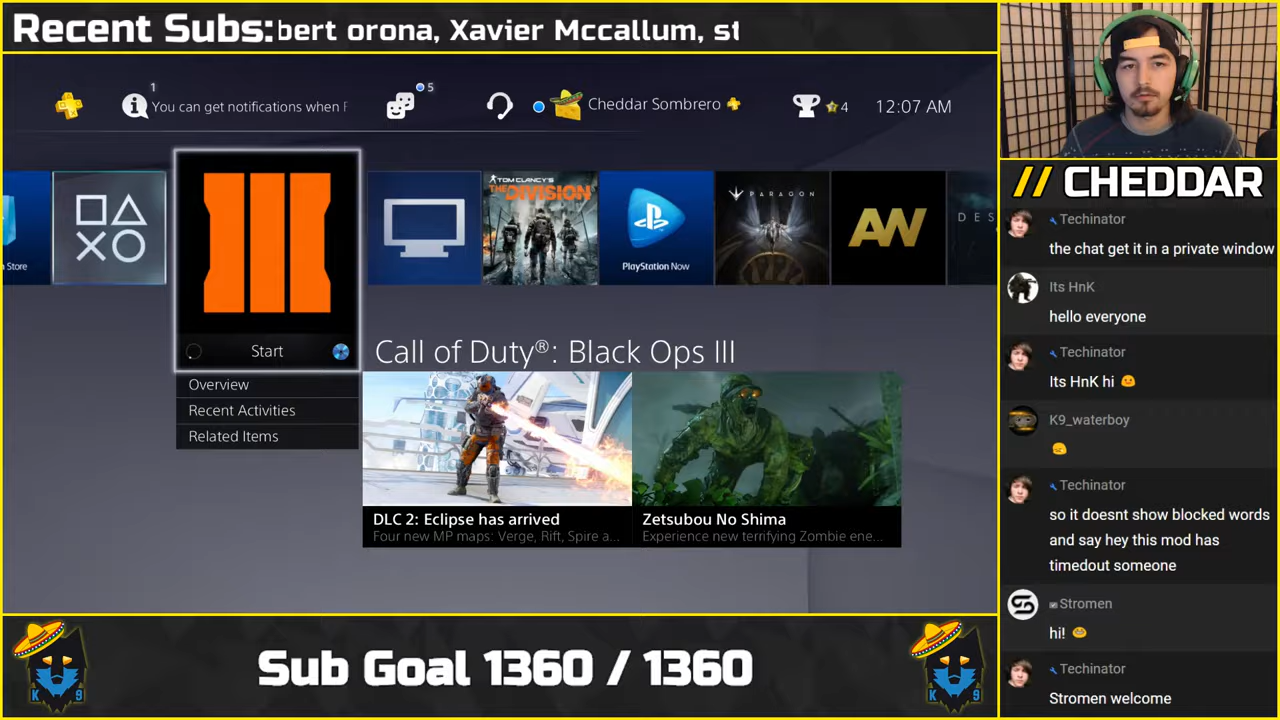 Recent Subs: bert orona, Xavier Mccallum, st
1
You can get notifications when F
5
Cheddar Sombrero
4
12:07 AM
Store
TOM CLANCY'S
THE DIVISION
PlayStation Now
PARAGON
AW
DES
III
Start
Call of Duty®: Black Ops III
Overview
Recent Activities
Related Items
DLC 2: Eclipse has arrived
Four new MP maps: Verge, Rift, Spire a...
Zetsubou No Shima
Experience new terrifying Zombie ene...
K 9
Sub Goal 1360 / 1360
K 9
// CHEDDAR
Techinator
the chat get it in a private window
Its HnK
hello everyone
Techinator
Its HnK hi
K9_waterboy
Techinator
so it doesnt show blocked words
and say hey this mod has
timedout someone
Stromen
hi!
Techinator
Stromen welcome